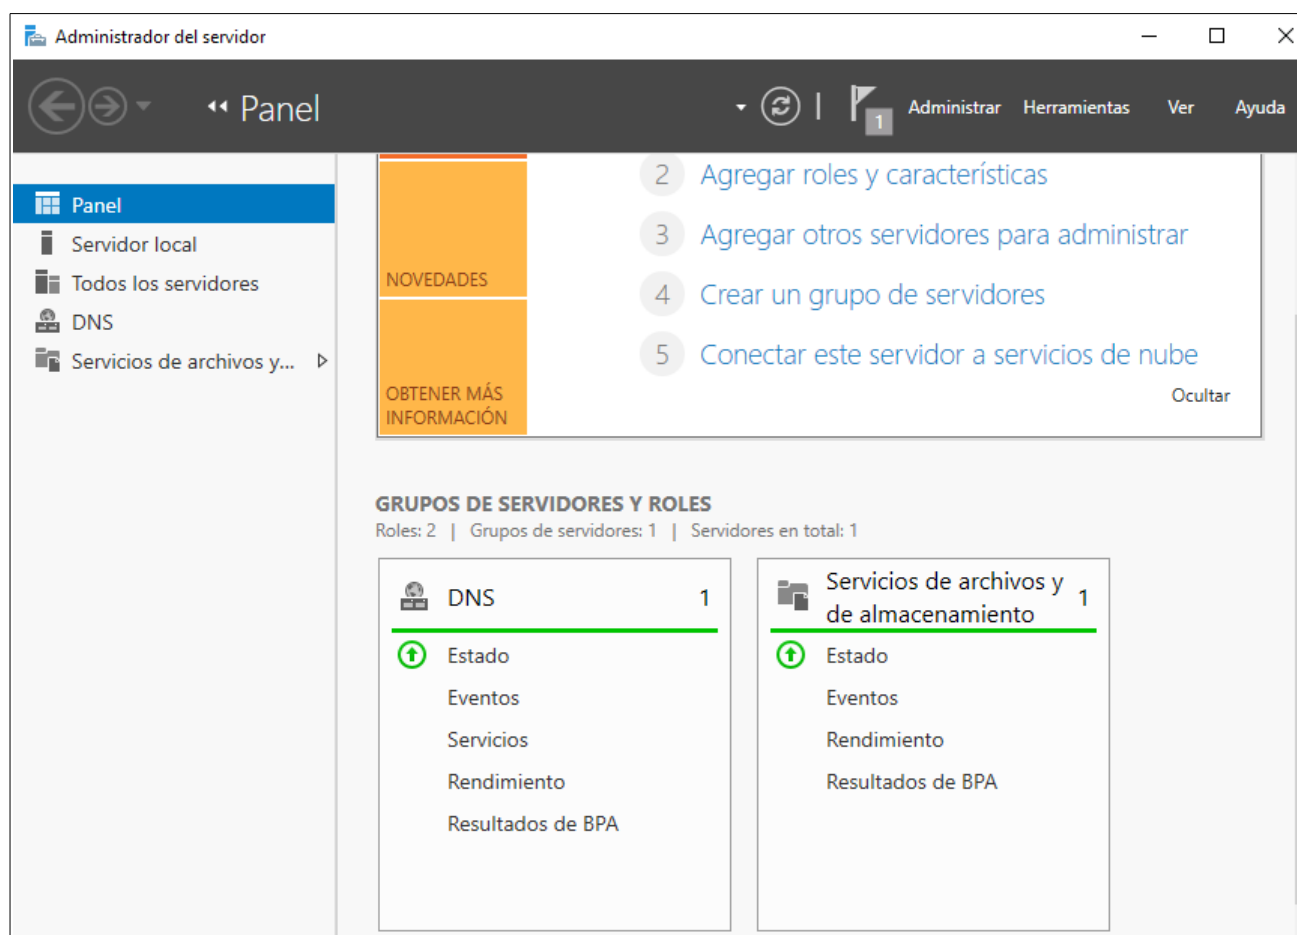 Administrador del servidor
Panel
1
Administrar Herramientas Ver Ayuda
Panel
Servidor local
Todos los servidores
DNS
Servicios de archivos y...
NOVEDADES
OBTENER MÁS
INFORMACIÓN
2 Agregar roles y características
3 Agregar otros servidores para administrar
4 Crear un grupo de servidores
5 Conectar este servidor a servicios de nube
Ocultar
GRUPOS DE SERVIDORES Y ROLES
Roles: 2 | Grupos de servidores: 1 | Servidores en total: 1
DNS 1
Estado
Eventos
Servicios
Rendimiento
Resultados de BPA
Servicios de archivos y
de almacenamiento 1
Estado
Eventos
Rendimiento
Resultados de BPA